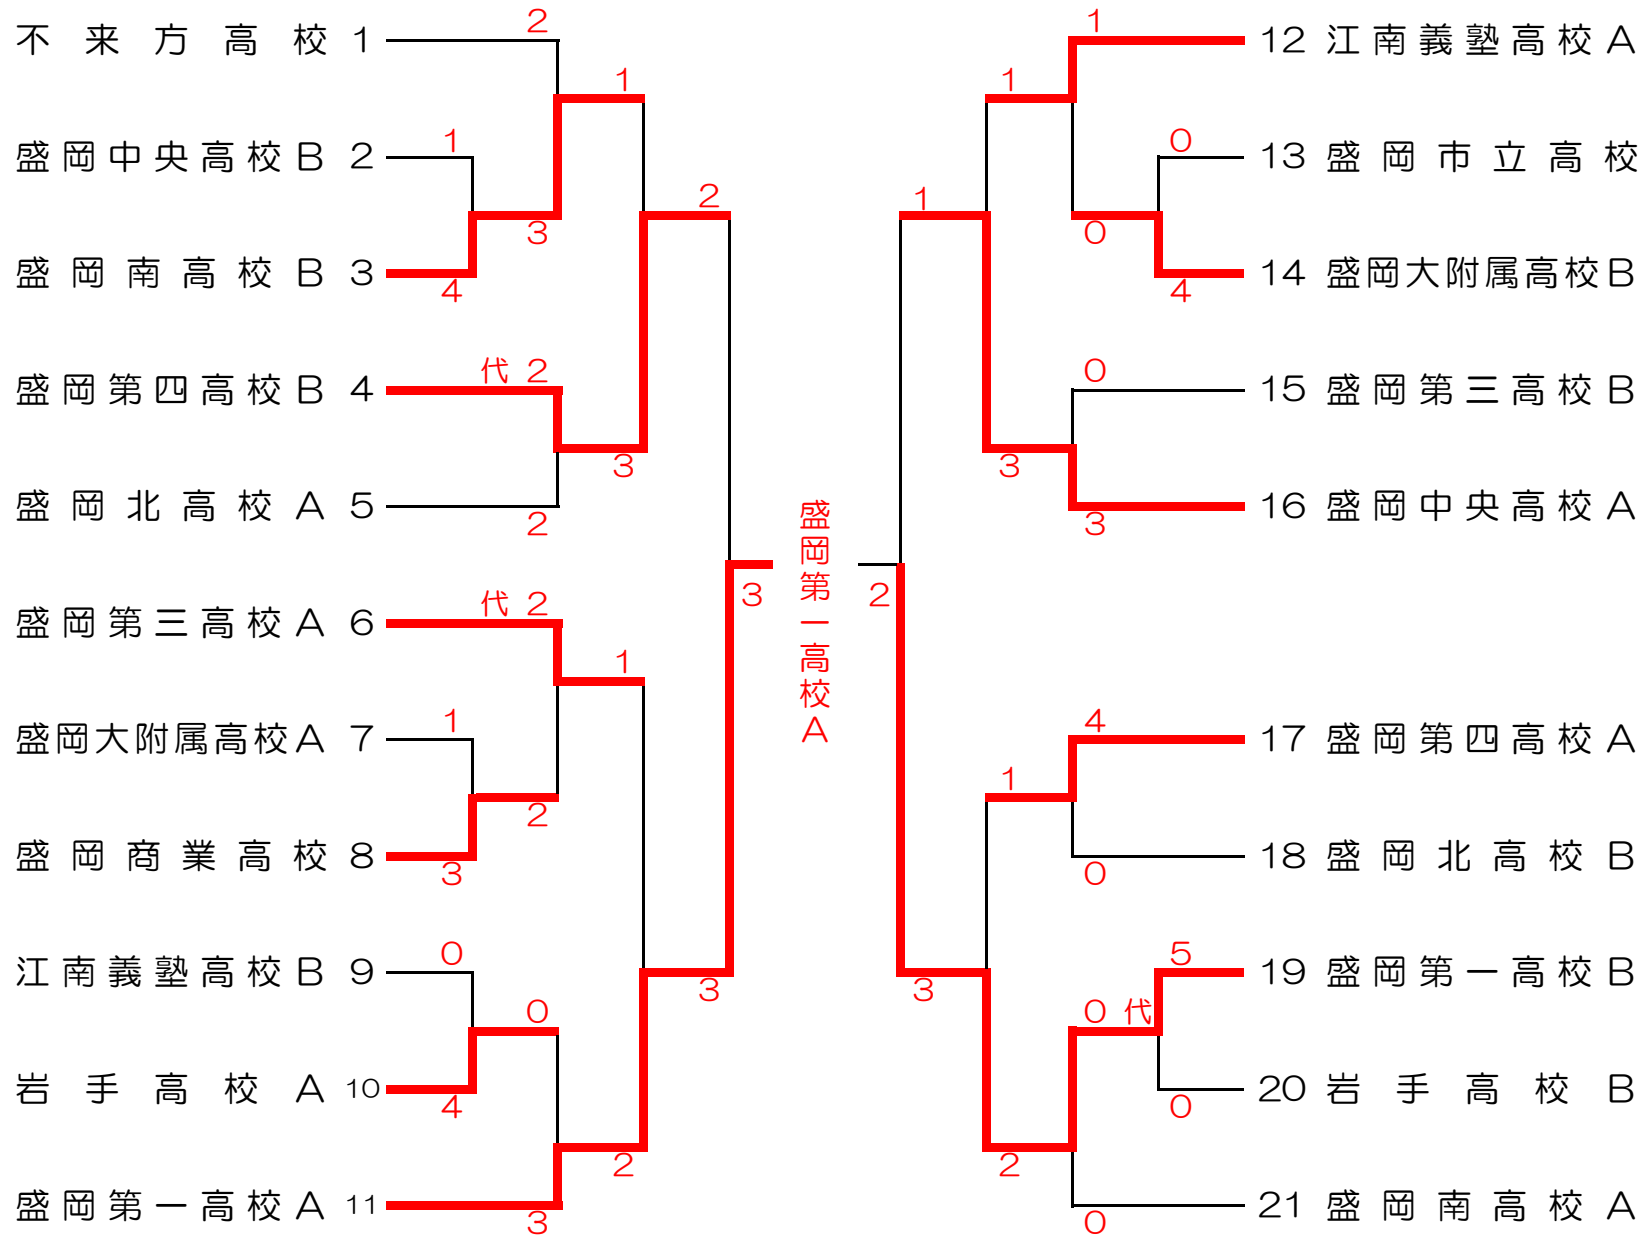 不来方高校 1
盛岡中央高校B 2
盛岡南高校B 3
盛岡第四高校B 4
盛岡北高校A 5
盛岡第三高校A 6
盛岡大附属高校A 7
盛岡商業高校 8
江南義塾高校B 9
岩手高校A 10
盛岡第一高校A 11
2
1
1
3
4
2
代 2
3
2
代 2
1
1
2
3
0
0
4
2
3
3
3
盛岡第一高校A
2
1
1
1
0
0
4
0
3
3
4
1
0
5
3
0 代
0
2
0
12 江南義塾高校A
13 盛岡市立高校
14 盛岡大附属高校B
15 盛岡第三高校B
16 盛岡中央高校A
17 盛岡第四高校A
18 盛岡北高校B
19 盛岡第一高校B
20 岩手高校B
21 盛岡南高校A